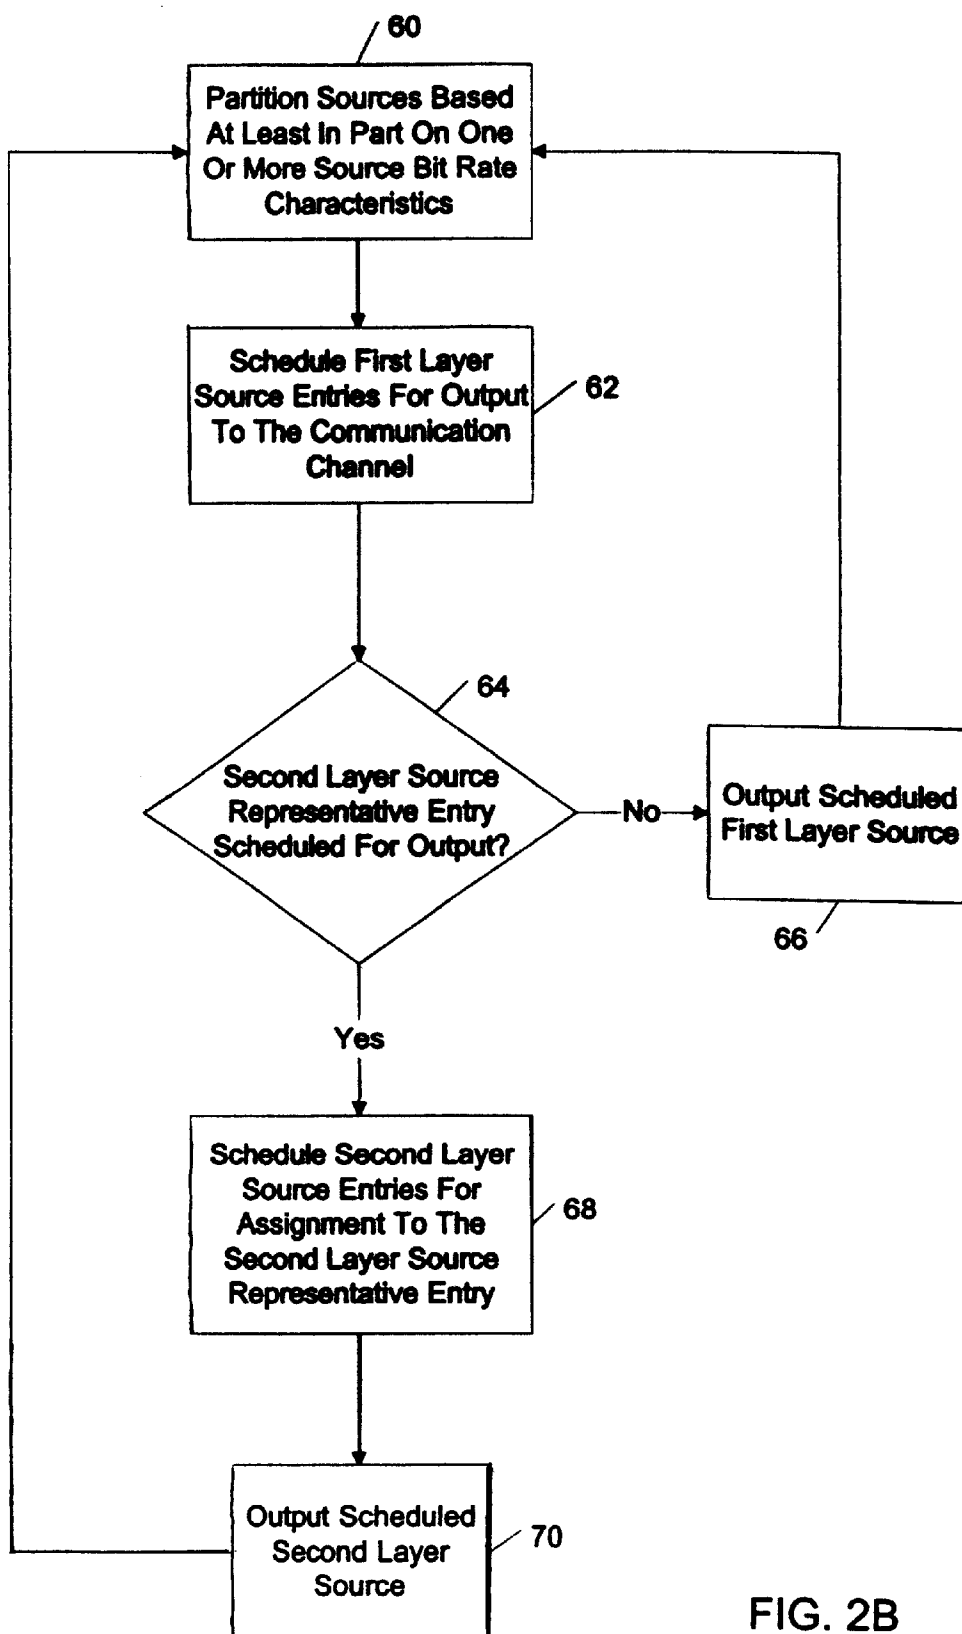 60
Partition Sources Based
At Least In Part On One
Or More Source Bit Rate
Characteristics
Schedule First Layer
Source Entries For Output
To The Communication
Channel
62
64
Second Layer Source
Representative Entry
Scheduled For Output?
No
Output Scheduled
First Layer Source
66
Yes
Schedule Second Layer
Source Entries For
Assignment To The
Second Layer Source
Representative Entry
68
Output Scheduled
Second Layer
Source
70
FIG. 2B